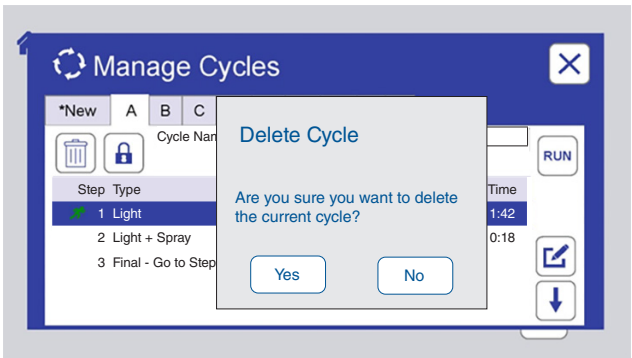 Manage Cycles
*New A B C
Cycle Nan
Delete Cycle
Are you sure you want to delete
the current cycle?
Yes No
RUN
Step Type Time
1 Light 1:42
2 Light + Spray 0:18
3 Final - Go to Step